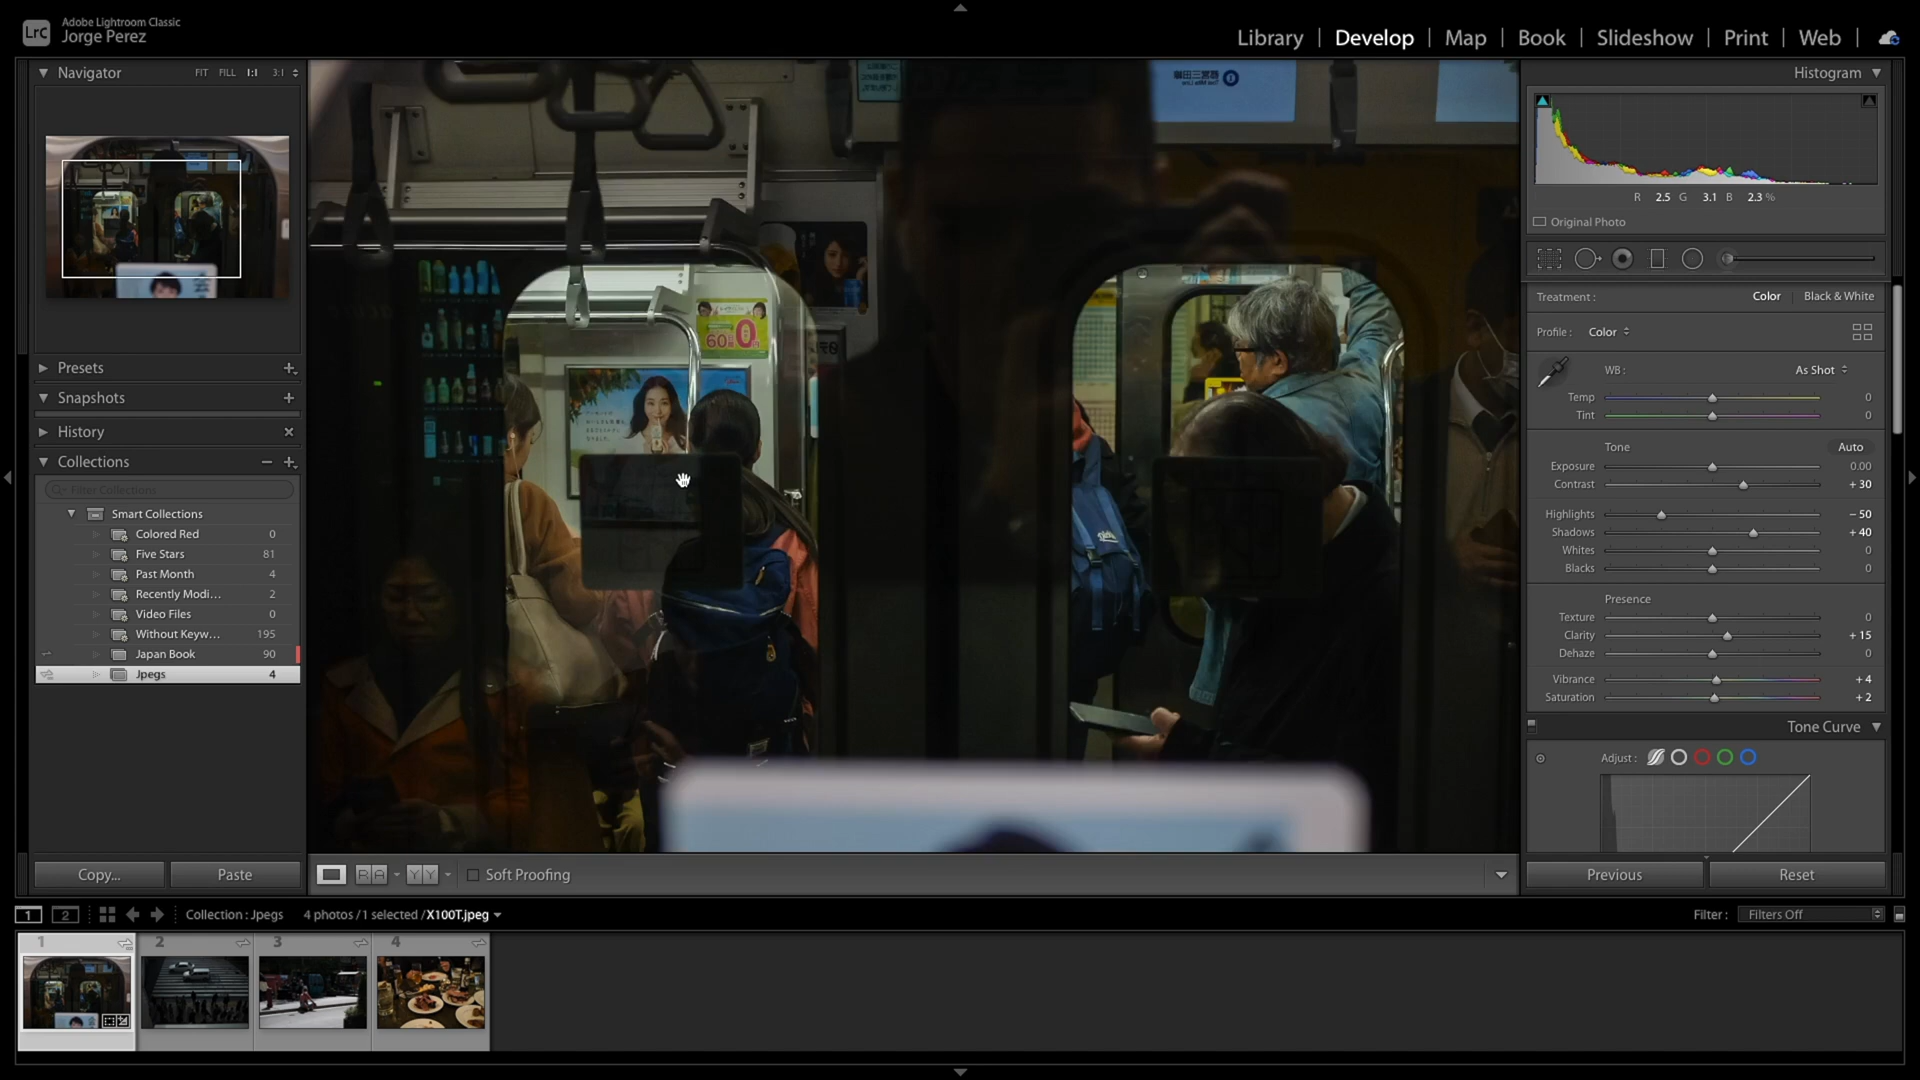 LrC
Adobe Lightroom Classic
Jorge Perez
Library | Develop | Map | Book | Slideshow | Print | Web |
Navigator
FIT FILL 1:1 3:1
Presets
Snapshots
History
Collections
Filter Collections
Smart Collections
Colored Red 0
Five Stars 81
Past Month 4
Recently Modi... 2
Video Files 0
Without Keyw... 195
Japan Book 90
Jpegs 4
Copy...
Paste
60
0
Histogram
R 2.5 G 3.1 B 2.3 %
Original Photo
Treatment : Color Black & White
Profile : Color
WB : As Shot
Temp 0
Tint 0
Tone Auto
Exposure 0.00
Contrast + 30
Highlights − 50
Shadows + 40
Whites 0
Blacks 0
Presence
Texture 0
Clarity + 15
Dehaze 0
Vibrance + 4
Saturation + 2
Tone Curve
Adjust :
Previous
Reset
R A
Y Y
Soft Proofing
1 2
Collection : Jpegs
4 photos / 1 selected / X100T.jpeg
Filter : Filters Off
1 2 3 4